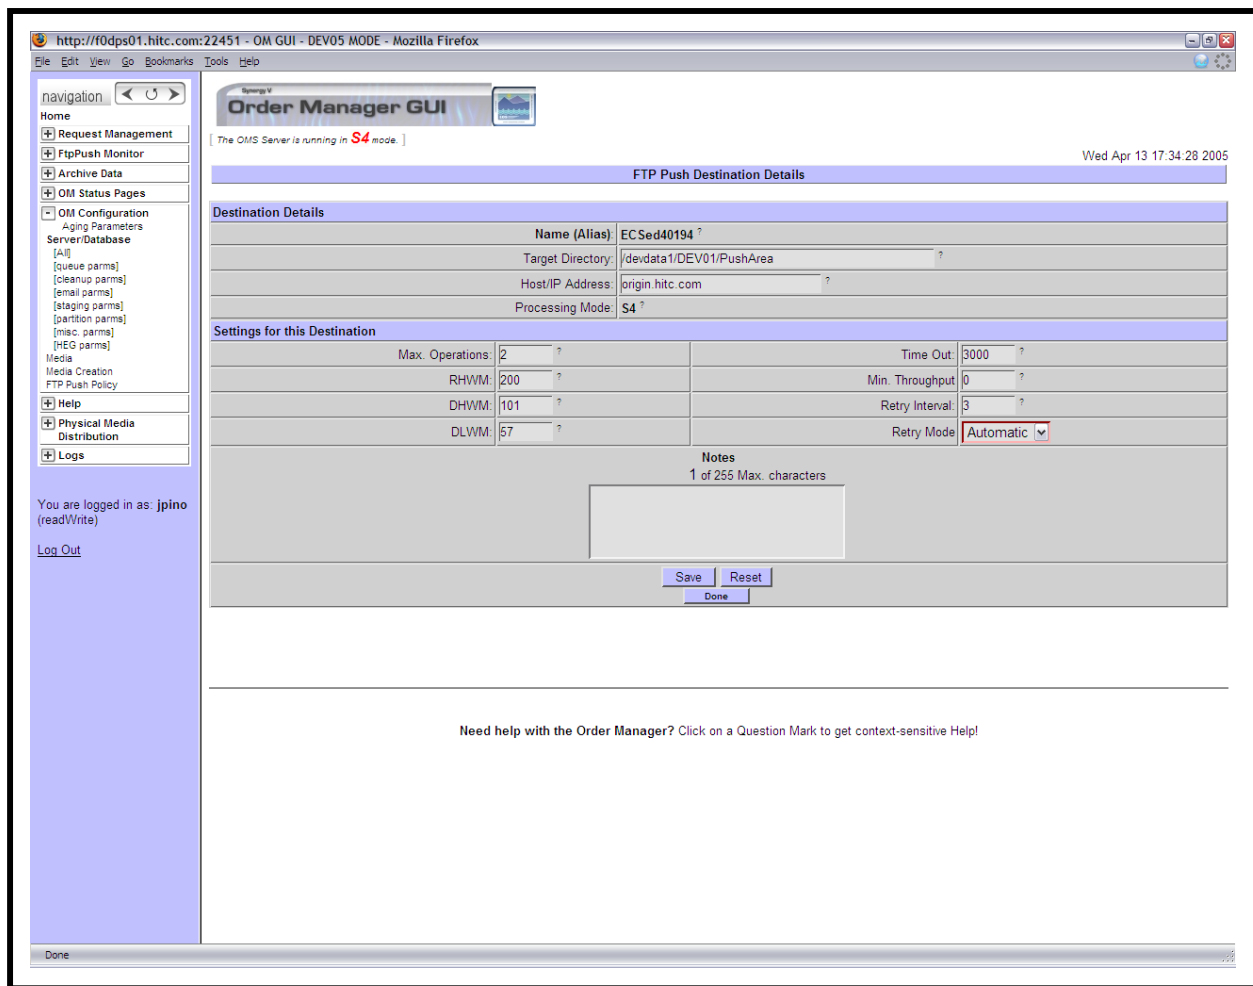 http://f0dps01.hitc.com:22451 - OM GUI - DEV05 MODE - Mozilla Firefox
File Edit View Go Bookmarks Tools Help
navigation
Home
Request Management
FtpPush Monitor
Archive Data
OM Status Pages
OM Configuration
Aging Parameters
Server/Database
[All]
[queue parms]
[cleanup parms]
[email parms]
[staging parms]
[partition parms]
[misc. parms]
[HEG parms]
Media
Media Creation
FTP Push Policy
Help
Physical Media
Distribution
Logs
You are logged in as: jpino
(readWrite)
Log Out
Synergy V
Order Manager GUI
[ The OMS Server is running in S4 mode. ]
Wed Apr 13 17:34:28 2005
FTP Push Destination Details
Destination Details
Name (Alias): ECSed40194 ?
Target Directory: /devdata1/DEV01/PushArea ?
Host/IP Address: origin.hitc.com ?
Processing Mode: S4 ?
Settings for this Destination
Max. Operations: 2 ? Time Out: 3000 ?
RHWM: 200 ? Min. Throughput 0 ?
DHWM: 101 ? Retry Interval: 3 ?
DLWM: 57 ? Retry Mode Automatic
Notes
1 of 255 Max. characters
Save Reset
Done
Need help with the Order Manager? Click on a Question Mark to get context-sensitive Help!
Done